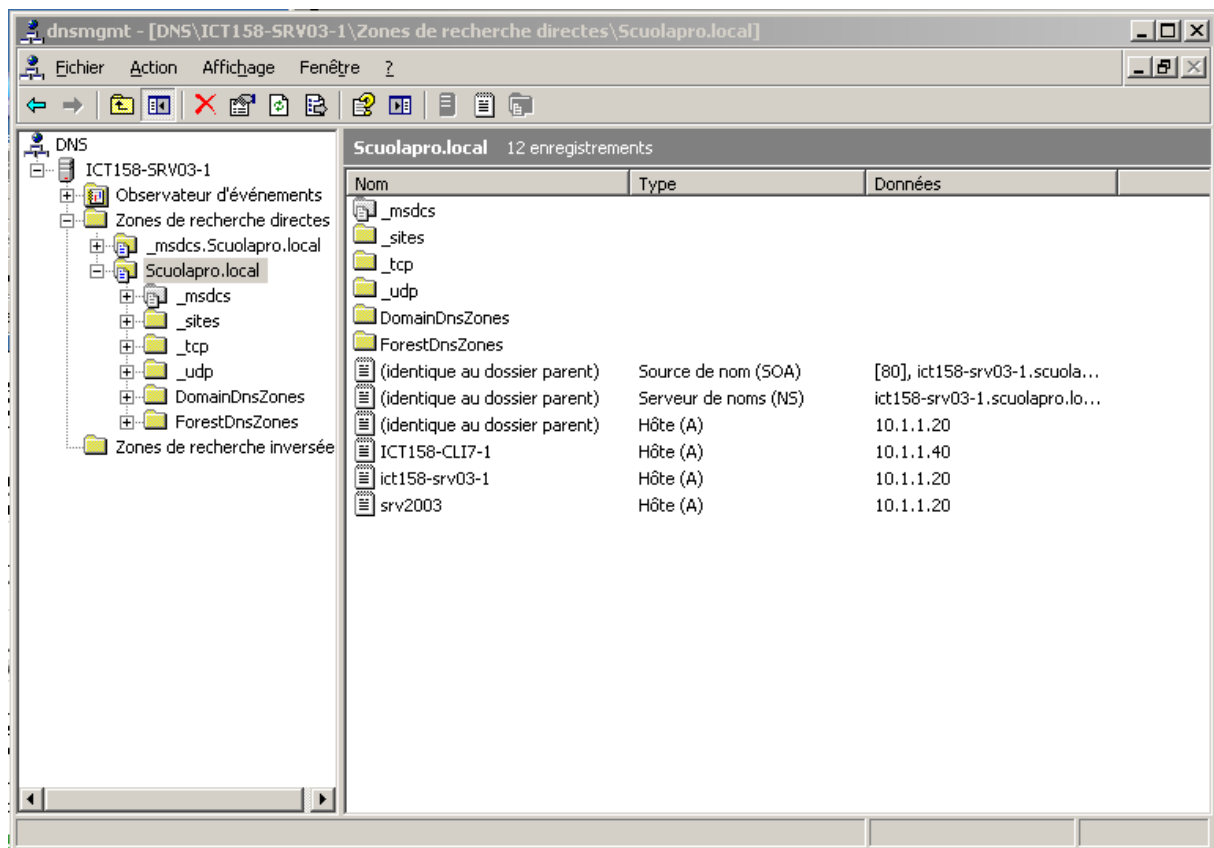 dnsmgmt - [DNS\ICT158-SRV03-1\Zones de recherche directes\Scuolapro.local]
Fichier Action Affichage Fenêtre ?
DNS
ICT158-SRV03-1
Observateur d'événements
Zones de recherche directes
_msdcs.Scuolapro.local
Scuolapro.local
_msdcs
_sites
_tcp
_udp
DomainDnsZones
ForestDnsZones
Zones de recherche inversée
Scuolapro.local 12 enregistrements
Nom Type Données
_msdcs
_sites
_tcp
_udp
DomainDnsZones
ForestDnsZones
(identique au dossier parent) Source de nom (SOA) [80], ict158-srv03-1.scuola...
(identique au dossier parent) Serveur de noms (NS) ict158-srv03-1.scuolapro.lo...
(identique au dossier parent) Hôte (A) 10.1.1.20
ICT158-CLI7-1 Hôte (A) 10.1.1.40
ict158-srv03-1 Hôte (A) 10.1.1.20
srv2003 Hôte (A) 10.1.1.20